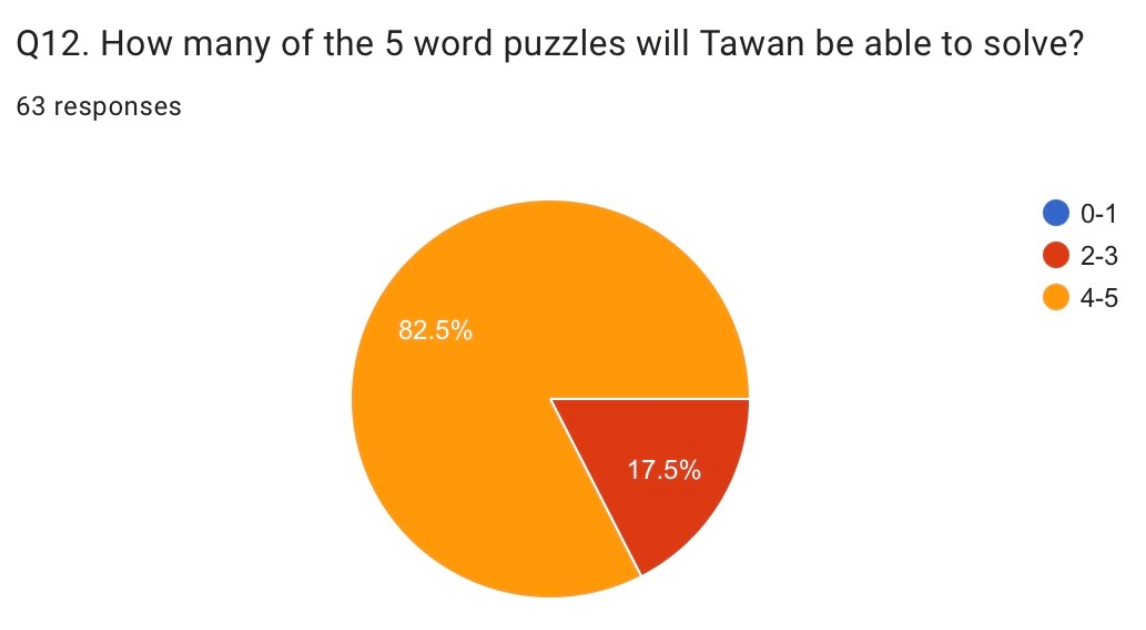 Q12. How many of the 5 word puzzles will Tawan be able to solve?
63 responses
0-1
2-3
4-5
82.5%
17.5%